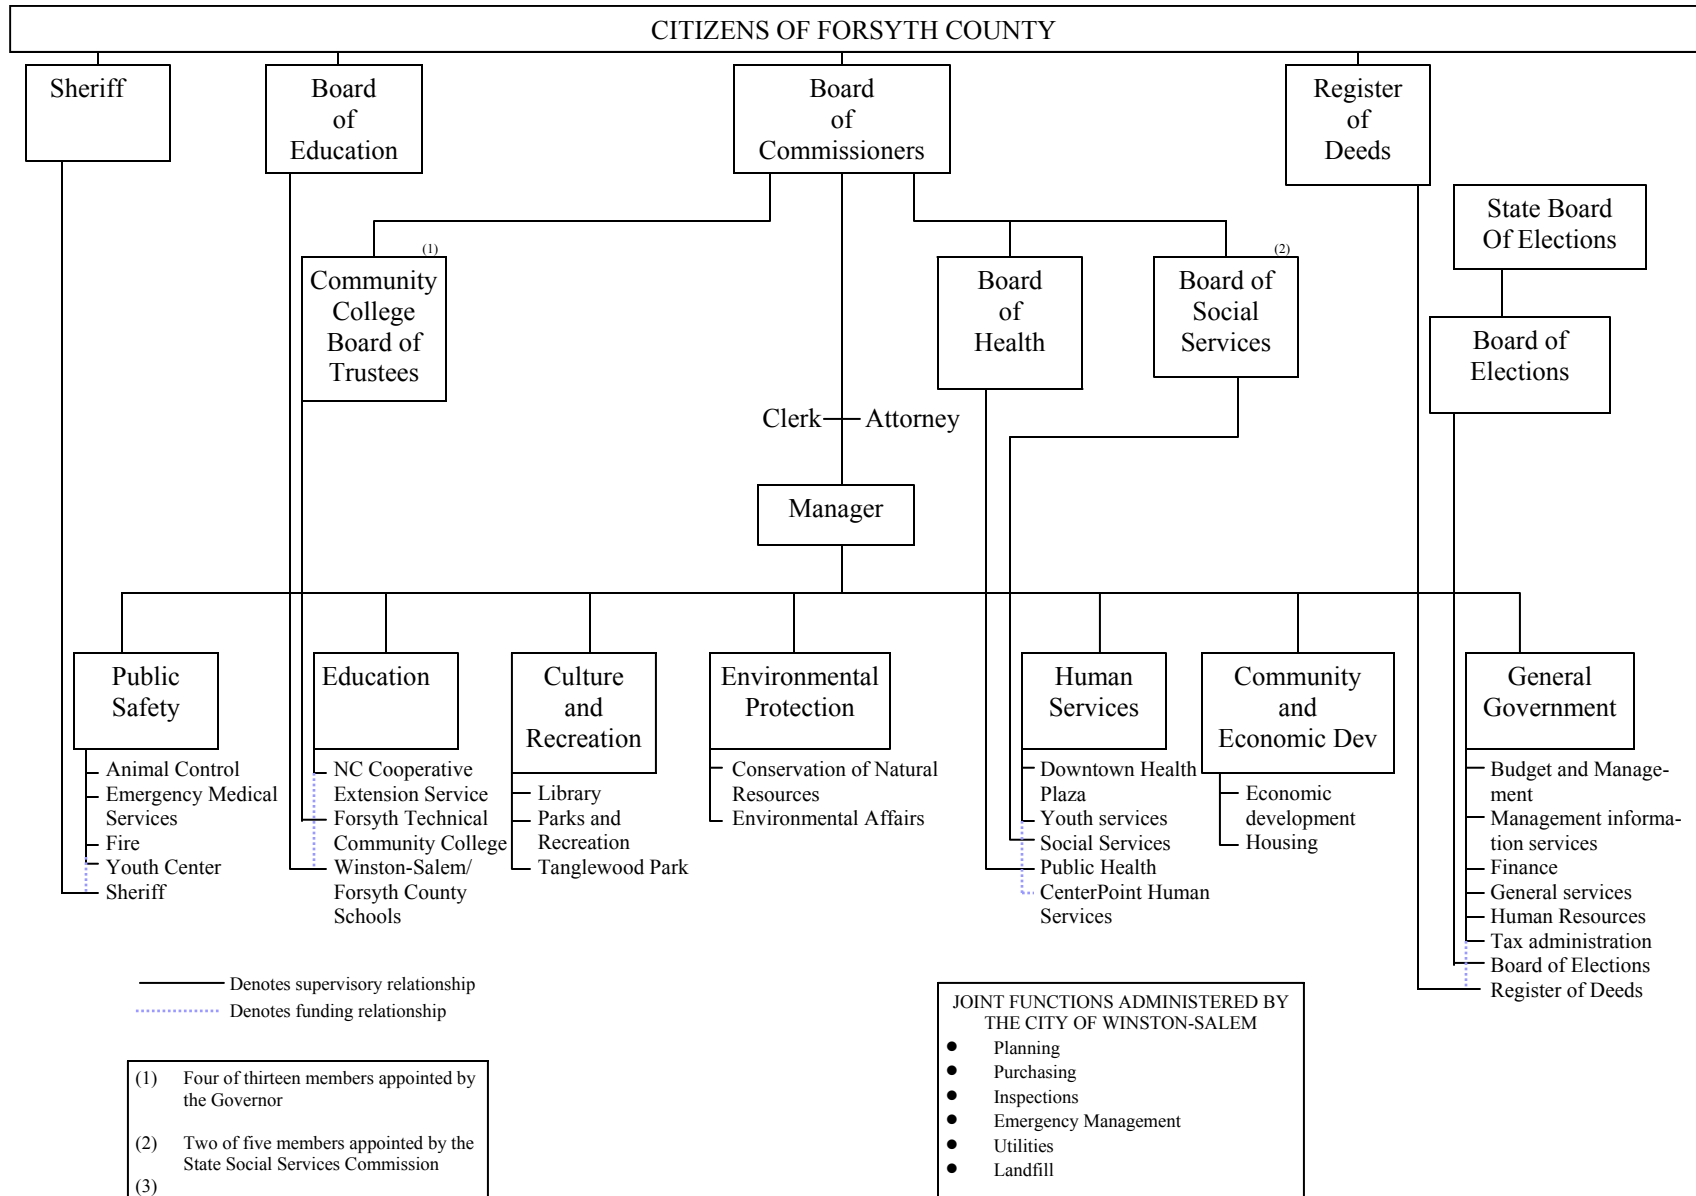 CITIZENS OF FORSYTH COUNTY
Sheriff
Board
of
Education
Board
of
Commissioners
Register
of
Deeds
State Board
Of Elections
(1)
Community
College
Board of
Trustees
Board
of
Health
(2)
Board of
Social
Services
Board of
Elections
Clerk
Attorney
Manager
Public
Safety
Animal Control
Emergency Medical
Services
Fire
Youth Center
Sheriff
Education
NC Cooperative
Extension Service
Forsyth Technical
Community College
Winston-Salem/
Forsyth County
Schools
Culture
and
Recreation
Library
Parks and
Recreation
Tanglewood Park
Environmental
Protection
Conservation of Natural
Resources
Environmental Affairs
Human
Services
Downtown Health
Plaza
Youth services
Social Services
Public Health
CenterPoint Human
Services
Community
and
Economic Dev
Economic
development
Housing
General
Government
Budget and Manage-
ment
Management informa-
tion services
Finance
General services
Human Resources
Tax administration
Board of Elections
Register of Deeds
Denotes supervisory relationship
Denotes funding relationship
(1) Four of thirteen members appointed by
the Governor
(2) Two of five members appointed by the
State Social Services Commission
(3)
JOINT FUNCTIONS ADMINISTERED BY
THE CITY OF WINSTON-SALEM
● Planning
● Purchasing
● Inspections
● Emergency Management
● Utilities
● Landfill